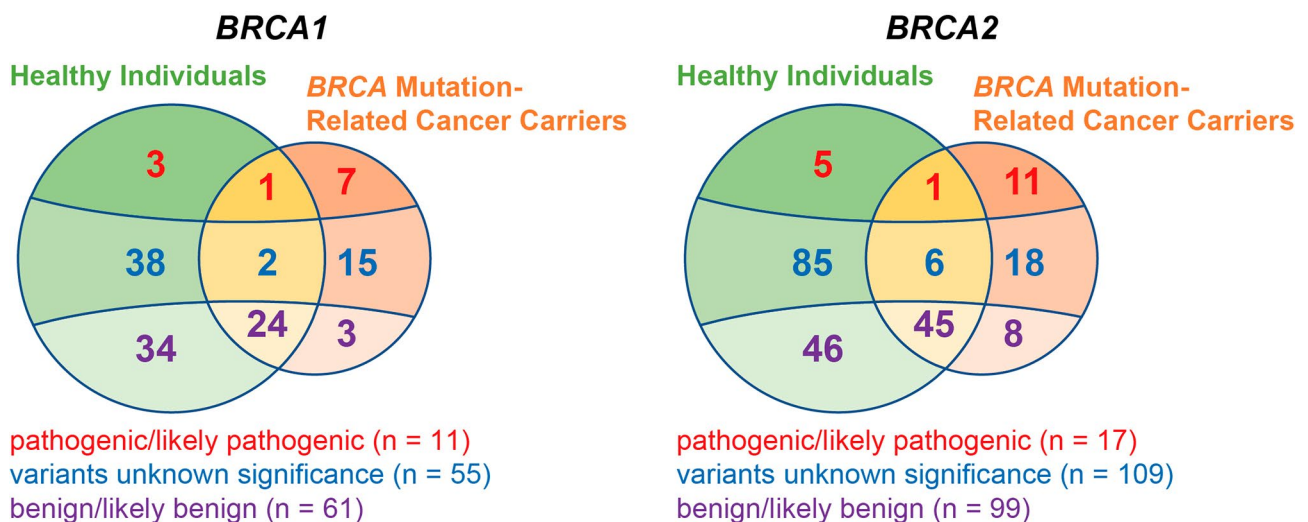 BRCA1
Healthy Individuals
BRCA Mutation-
Related Cancer Carriers
3
1
7
38
2
15
34
24
3
pathogenic/likely pathogenic (n = 11)
variants unknown significance (n = 55)
benign/likely benign (n = 61)
BRCA2
Healthy Individuals
BRCA Mutation-
Related Cancer Carriers
5
1
11
85
6
18
46
45
8
pathogenic/likely pathogenic (n = 17)
variants unknown significance (n = 109)
benign/likely benign (n = 99)